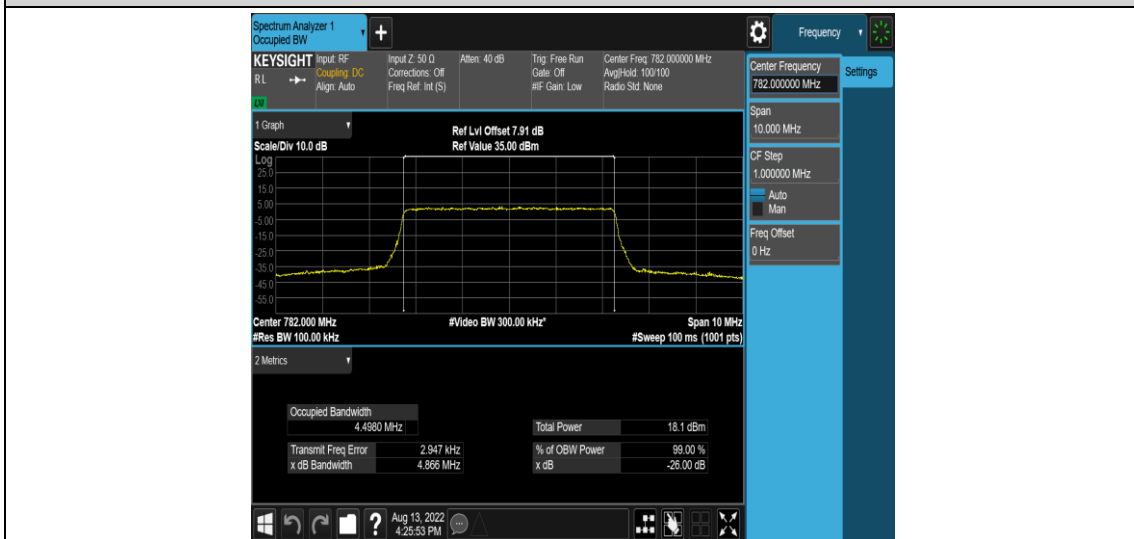 Spectrum Analyzer 1
Occupied BW
+
Frequency
KEYSIGHT
RL
Input: RF
Coupling: DC
Align: Auto
Input Z: 50 Ω
Corrections: Off
Freq Ref: Int (S)
Atten: 40 dB
Trig: Free Run
Gate: Off
#IF Gain: Low
Center Freq: 782.000000 MHz
Avg|Hold: 100/100
Radio Std: None
Center Frequency
782.000000 MHz
Settings
Span
10.000 MHz
CF Step
1.000000 MHz
Auto
Man
Freq Offset
0 Hz
1 Graph
Scale/Div 10.0 dB
Ref Lvl Offset 7.91 dB
Ref Value 35.00 dBm
Log
25.0
15.0
5.00
-5.00
-15.0
-25.0
-35.0
-45.0
-55.0
Center 782.000 MHz
#Video BW 300.00 kHz*
Span 10 MHz
#Res BW 100.00 kHz
#Sweep 100 ms (1001 pts)
2 Metrics
Occupied Bandwidth
4.4980 MHz
Total Power 18.1 dBm
Transmit Freq Error 2.947 kHz
% of OBW Power 99.00 %
x dB Bandwidth 4.866 MHz
x dB -26.00 dB
?
Aug 13, 2022
4:25:53 PM